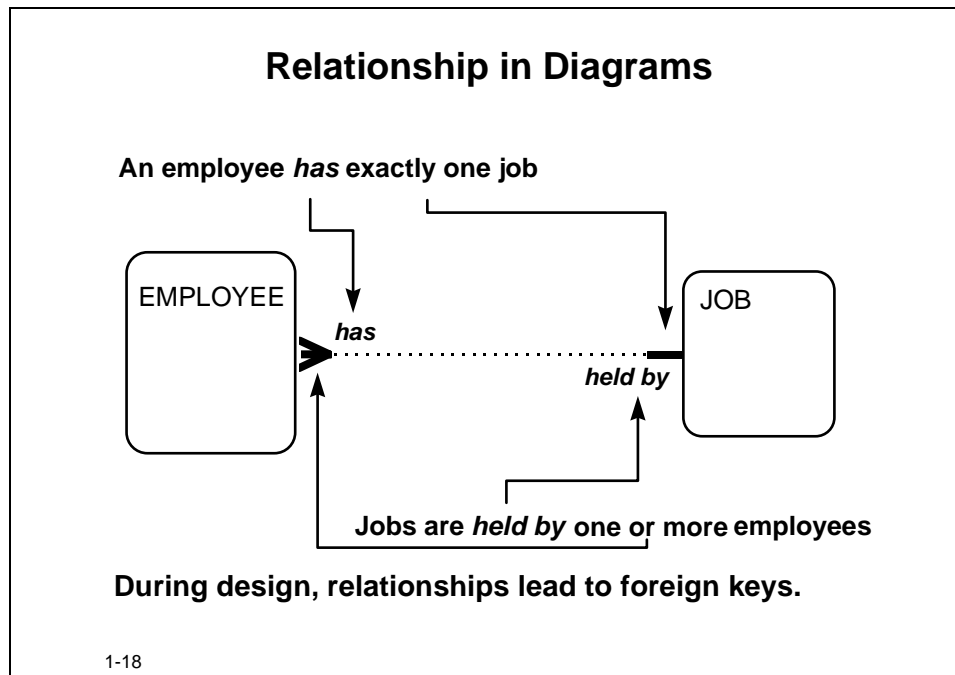 Relationship in Diagrams
An employee has exactly one job
EMPLOYEE
JOB
has
held by
Jobs are held by one or more employees
During design, relationships lead to foreign keys.
1-18